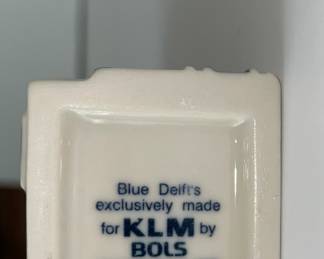 Blue Delft's
exclusively made
for KLM by
BOLS